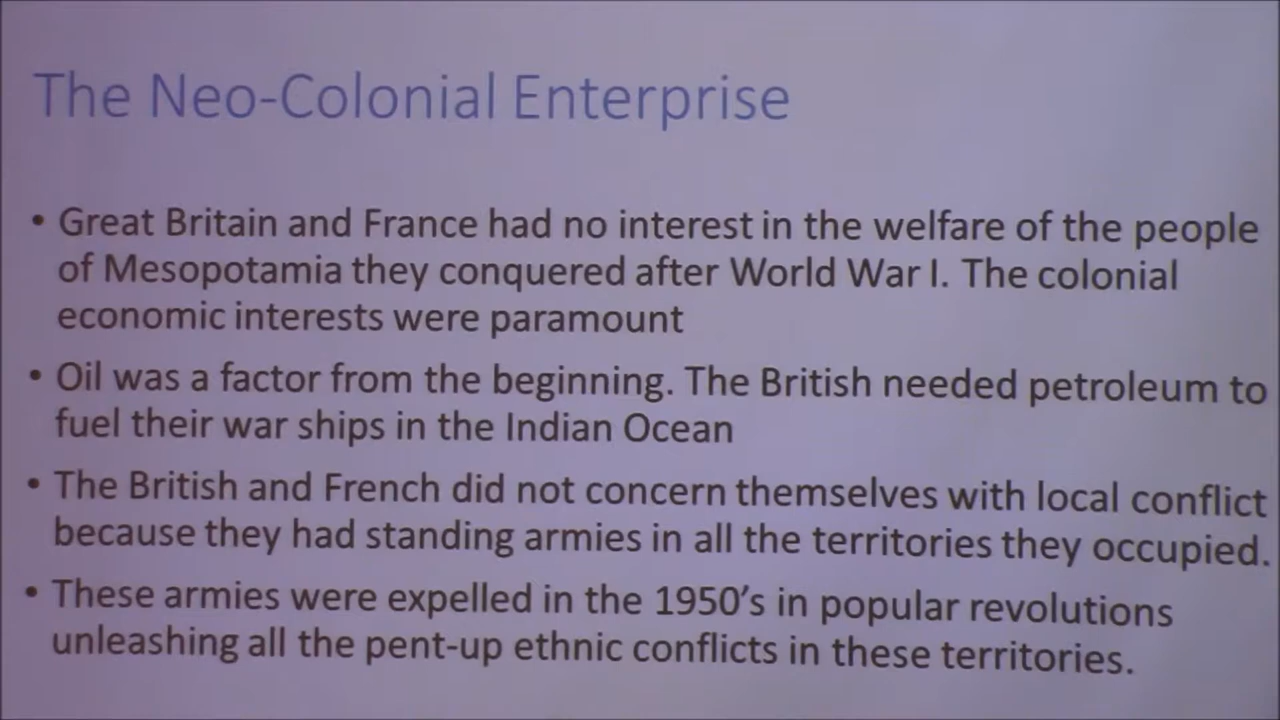 The Neo-Colonial Enterprise
• Great Britain and France had no interest in the welfare of the people
of Mesopotamia they conquered after World War I. The colonial
economic interests were paramount
• Oil was a factor from the beginning. The British needed petroleum to
fuel their war ships in the Indian Ocean
• The British and French did not concern themselves with local conflict
because they had standing armies in all the territories they occupied.
• These armies were expelled in the 1950's in popular revolutions
unleashing all the pent-up ethnic conflicts in these territories.